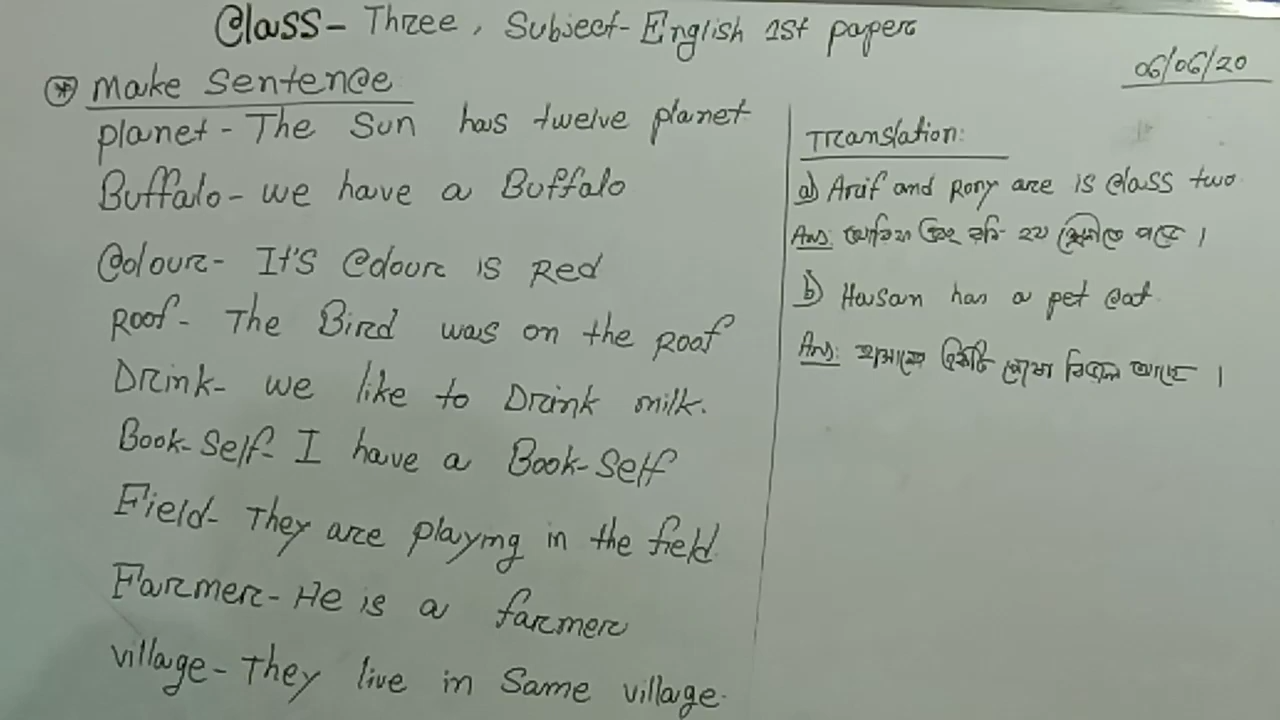 Class - Three, Subject - English 1st paper
06/06/20
* Make Sentence
Planet - The Sun has twelve planet
Buffalo - we have a Buffalo
Colour - It's Colour is Red
Roof - The Bird was on the Roof
Drink - we like to Drink milk.
Book-Self - I have a Book-Self
Field - They are playing in the field.
Farmer - He is a farmer
village - They live in Same village.
Translation:
a) Arif and Rony are is class two.
Ans: আরিফ এবং রনি হয় শ্রেণীতে পড়ে।
b) Hasan has a pet cat.
Ans: একটি পোষা বিড়াল আছে।